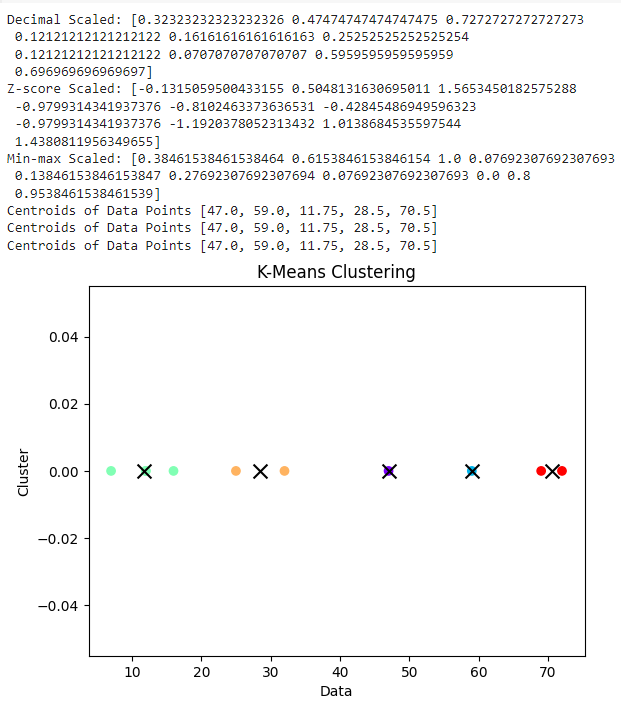 Decimal Scaled: [0.32323232323232326 0.47474747474747475 0.7272727272727273
0.12121212121212122 0.16161616161616163 0.25252525252525254
0.12121212121212122 0.0707070707070707 0.5959595959595959
0.696969696969697]
Z-score Scaled: [-0.1315059500433155 0.5048131630695011 1.5653450182575288
-0.9799314341937376 -0.8102463373636531 -0.42845486949596323
-0.9799314341937376 -1.1920378052313432 1.0138684535597544
1.4380811956349655]
Min-max Scaled: [0.38461538461538464 0.6153846153846154 1.0 0.07692307692307693
0.13846153846153847 0.27692307692307694 0.07692307692307693 0.0 0.8
0.9538461538461539]
Centroids of Data Points [47.0, 59.0, 11.75, 28.5, 70.5]
Centroids of Data Points [47.0, 59.0, 11.75, 28.5, 70.5]
Centroids of Data Points [47.0, 59.0, 11.75, 28.5, 70.5]
K-Means Clustering
0.04
0.02
0.00
−0.02
−0.04
Cluster
10 20 30 40 50 60 70
Data